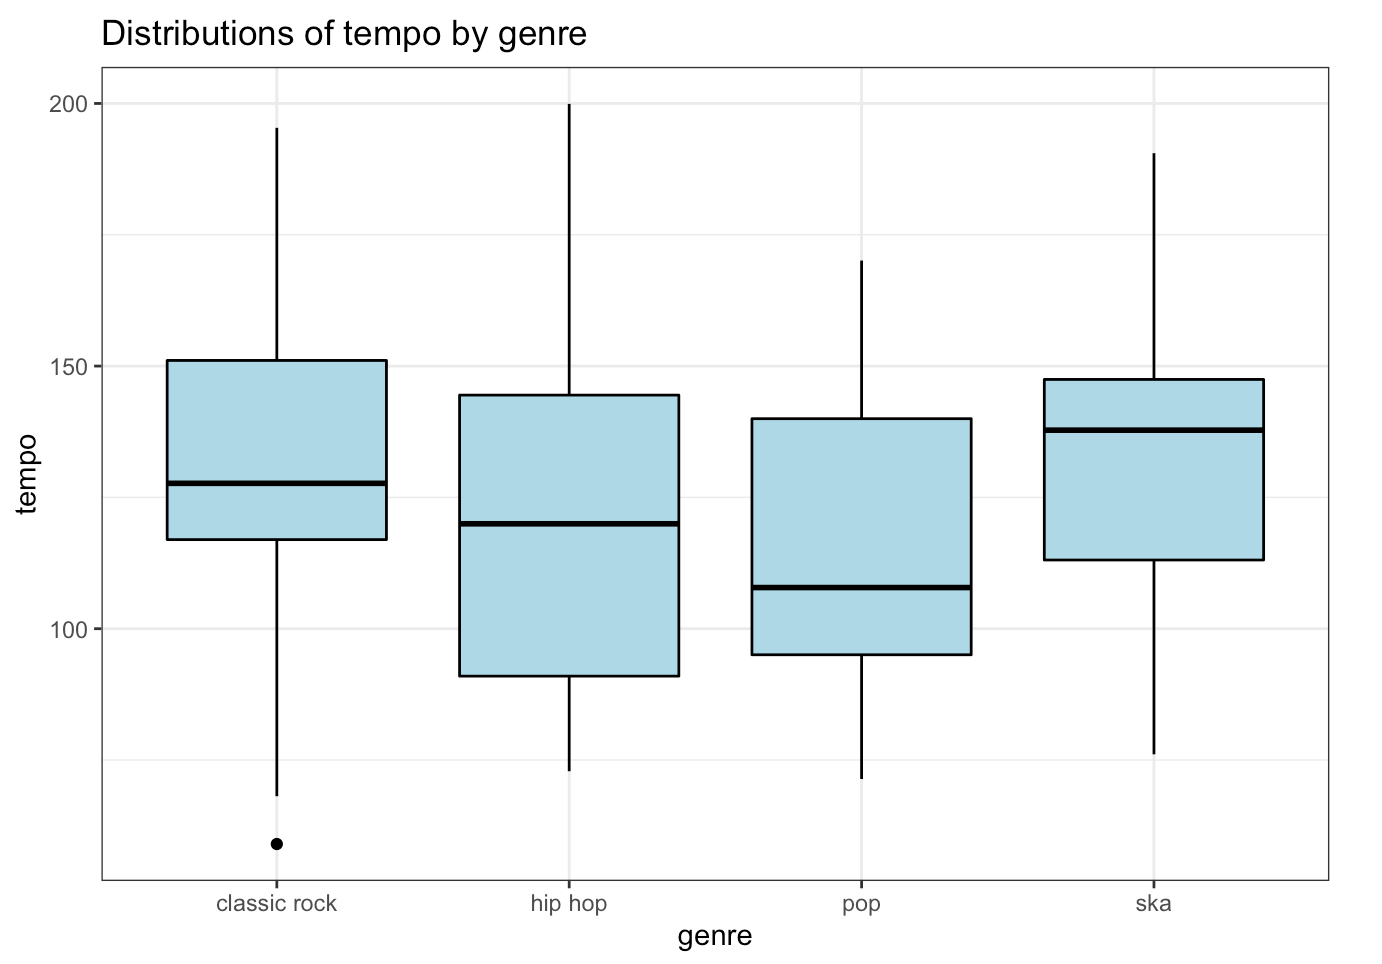 Distributions of tempo by genre
200
150
100
tempo
classic rock
hip hop
pop
ska
genre